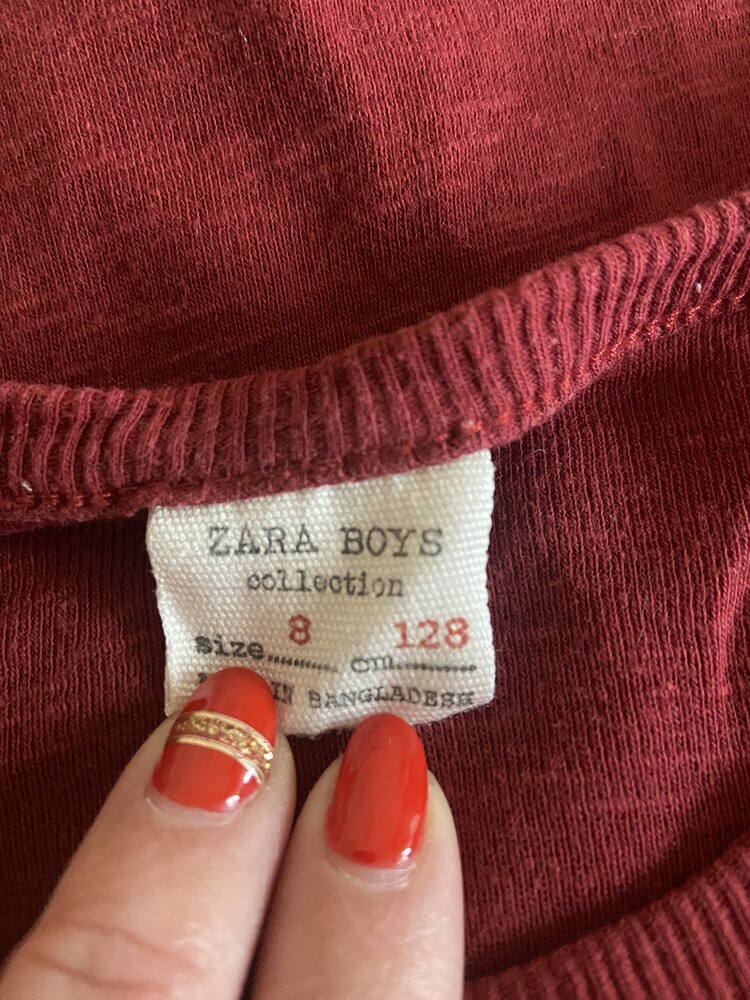 ZARA BOYS
collection
size 8 cm 128
IN BANGLADESH